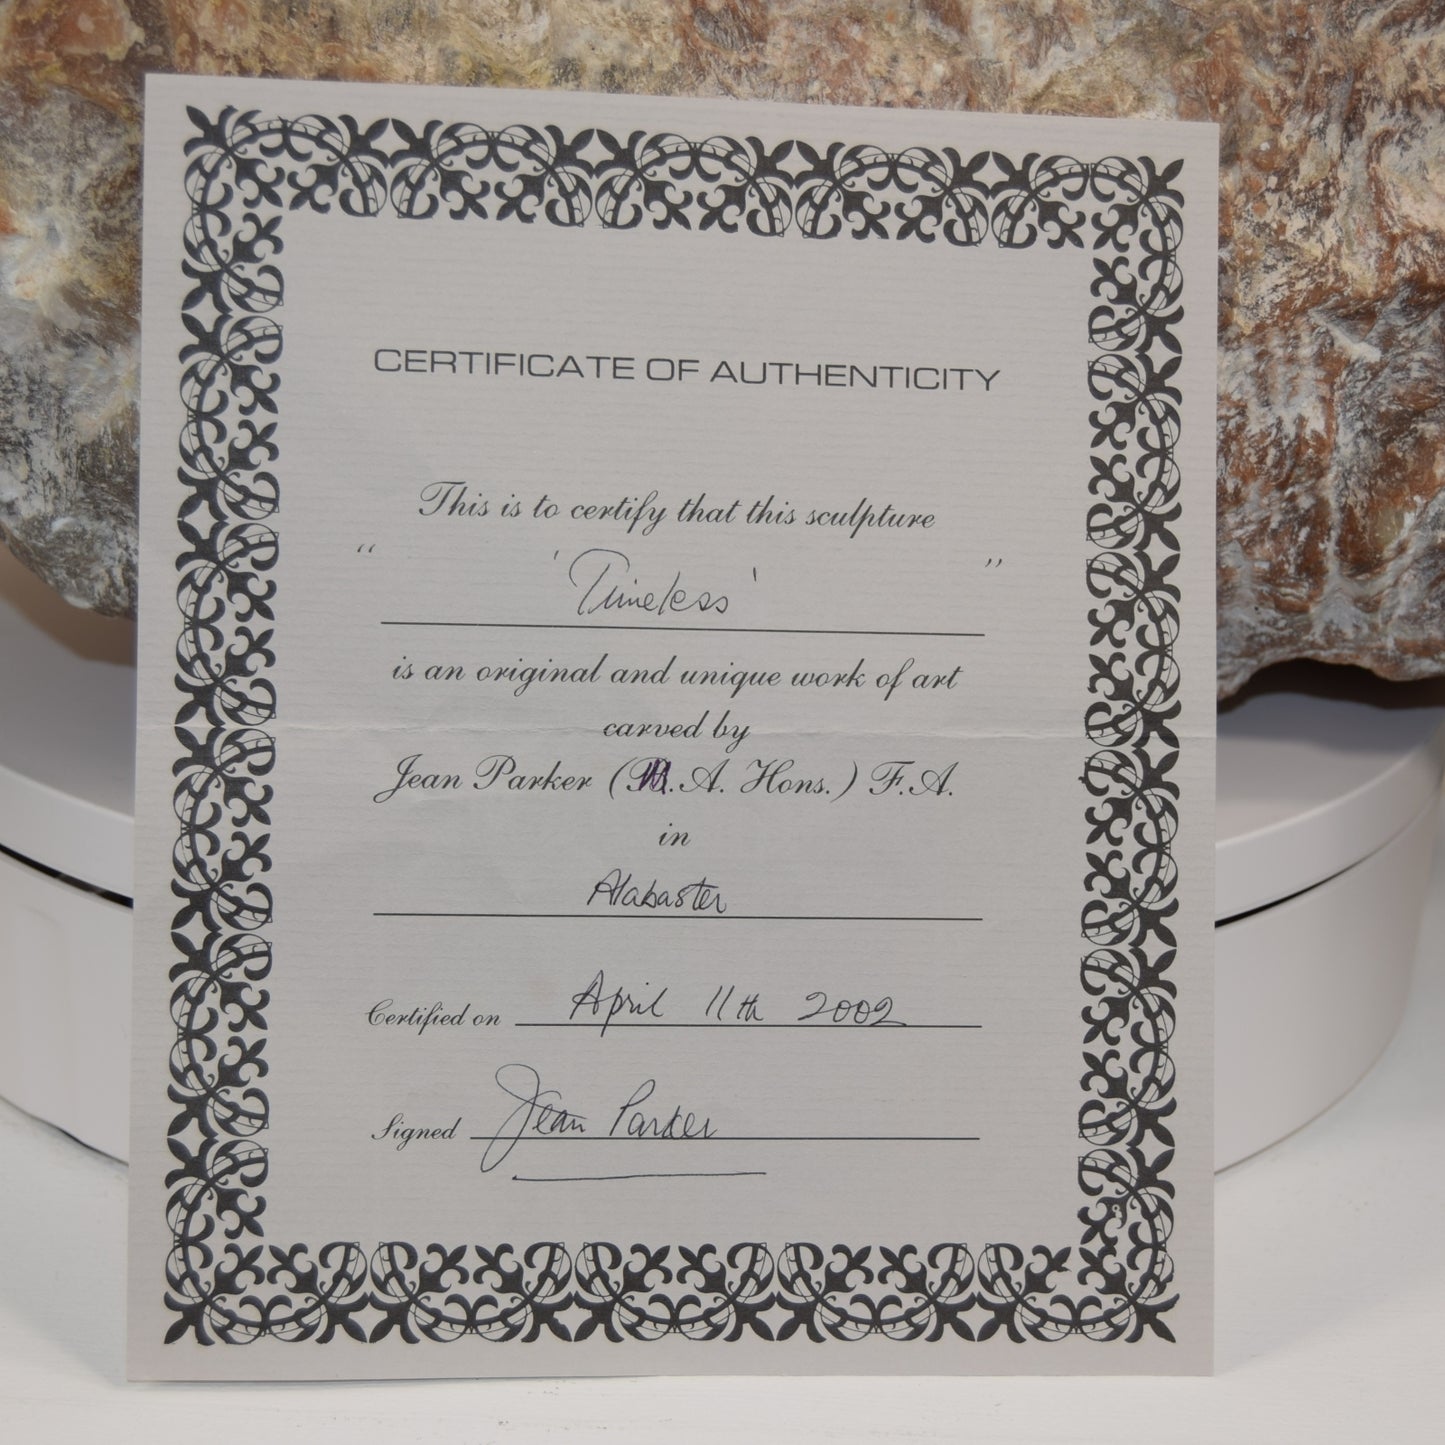 CERTIFICATE OF AUTHENTICITY
This is to certify that this sculpture
" 'Timeless' "
is an original and unique work of art
carved by
Jean Parker (M.A. Hons.) F.A.
in
Alabaster
Certified on April 11th 2002
Signed Jean Parker